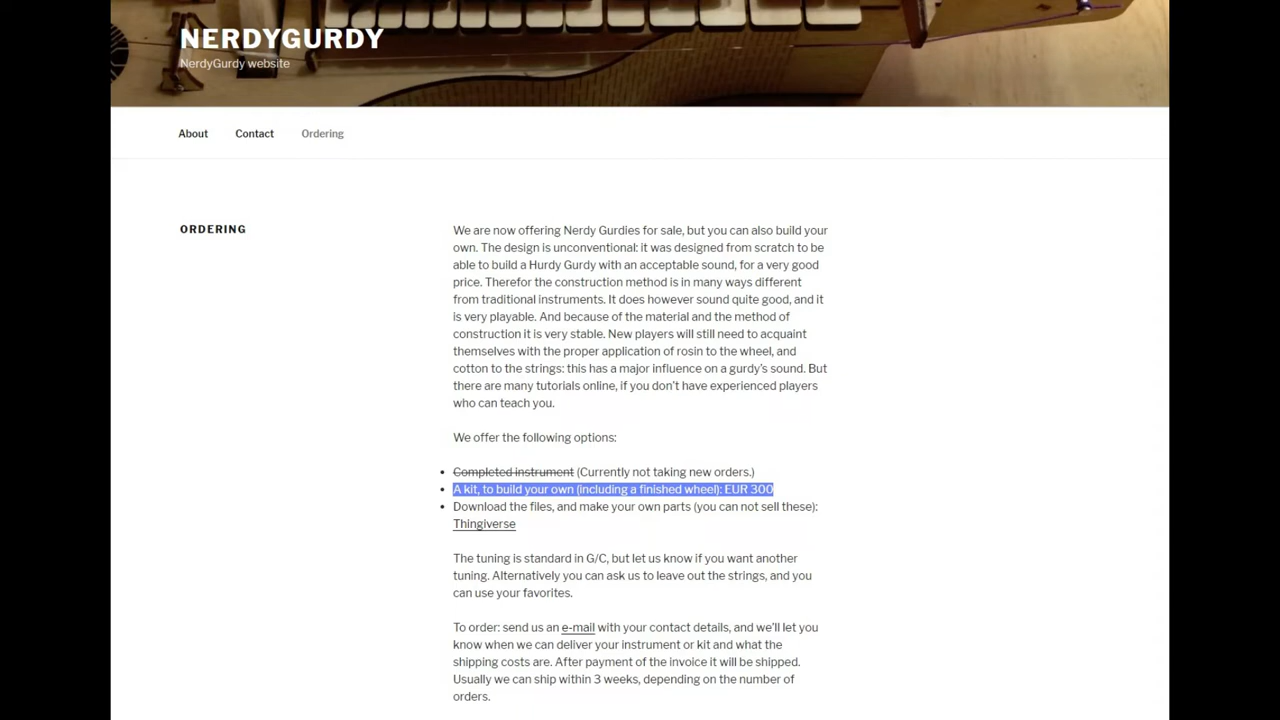 NERDYGURDY
NerdyGurdy website
About Contact Ordering
ORDERING
We are now offering Nerdy Gurdies for sale, but you can also build your
own. The design is unconventional: it was designed from scratch to be
able to build a Hurdy Gurdy with an acceptable sound, for a very good
price. Therefor the construction method is in many ways different
from traditional instruments. It does however sound quite good, and it
is very playable. And because of the material and the method of
construction it is very stable. New players will still need to acquaint
themselves with the proper application of rosin to the wheel, and
cotton to the strings: this has a major influence on a gurdy's sound. But
there are many tutorials online, if you don't have experienced players
who can teach you.
We offer the following options:
• Completed instrument (Currently not taking new orders.)
• A kit, to build your own (including a finished wheel): EUR 300
• Download the files, and make your own parts (you can not sell these):
Thingiverse
The tuning is standard in G/C, but let us know if you want another
tuning. Alternatively you can ask us to leave out the strings, and you
can use your favorites.
To order: send us an e-mail with your contact details, and we'll let you
know when we can deliver your instrument or kit and what the
shipping costs are. After payment of the invoice it will be shipped.
Usually we can ship within 3 weeks, depending on the number of
orders.